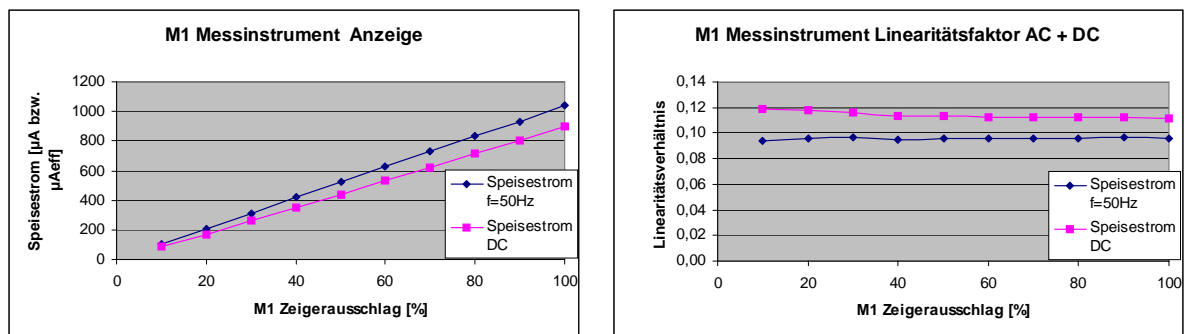 M1 Messinstrument Anzeige
Speisestrom [µA bzw.
µAeff]
1200
1000
800
600
400
200
0
0 20 40 60 80 100
M1 Zeigerausschlag [%]
Speisestrom
f=50Hz
Speisestrom
DC
M1 Messinstrument Linearitätsfaktor AC + DC
Linearitätsverhältnis
0,14
0,12
0,10
0,08
0,06
0,04
0,02
0,00
0 20 40 60 80 100
M1 Zeigerausschlag [%]
Speisestrom
f=50Hz
Speisestrom
DC